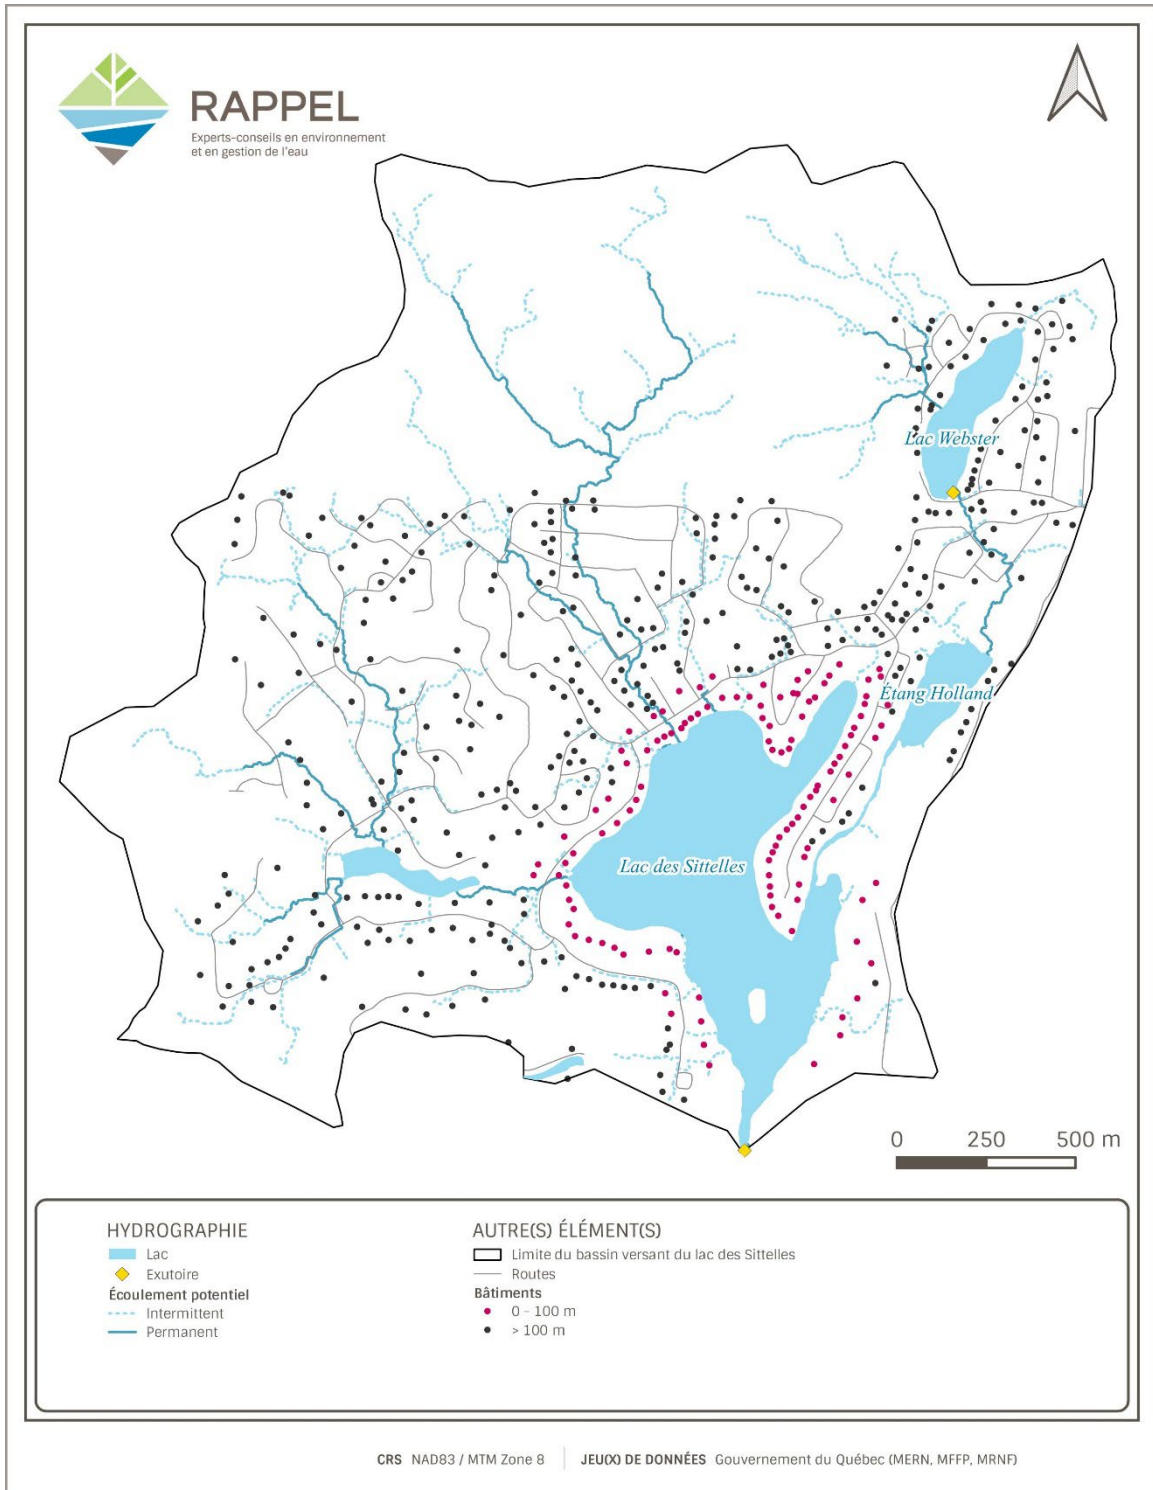 RAPPEL
Experts-conseils en environnement
et en gestion de l'eau
Lac Webster
Étang Holland
Lac des Sittelles
0 250 500 m
HYDROGRAPHIE
Lac
Exutoire
Écoulement potentiel
Intermittent
Permanent
AUTRE(S) ÉLÉMENT(S)
Limite du bassin versant du lac des Sittelles
Routes
Bâtiments
0 - 100 m
> 100 m
CRS NAD83 / MTM Zone 8 JEU(X) DE DONNÉES Gouvernement du Québec (MERN, MFFP, MRNF)